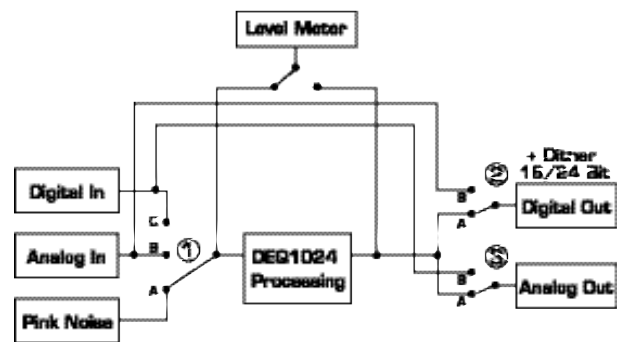 Level Meter
+ Dither
16/24 Bit
Digital In
Digital Out
Analog In
DEQ1024
Processing
Analog Out
Pink Noise
C
B
A
1
B
A
2
B
A
3